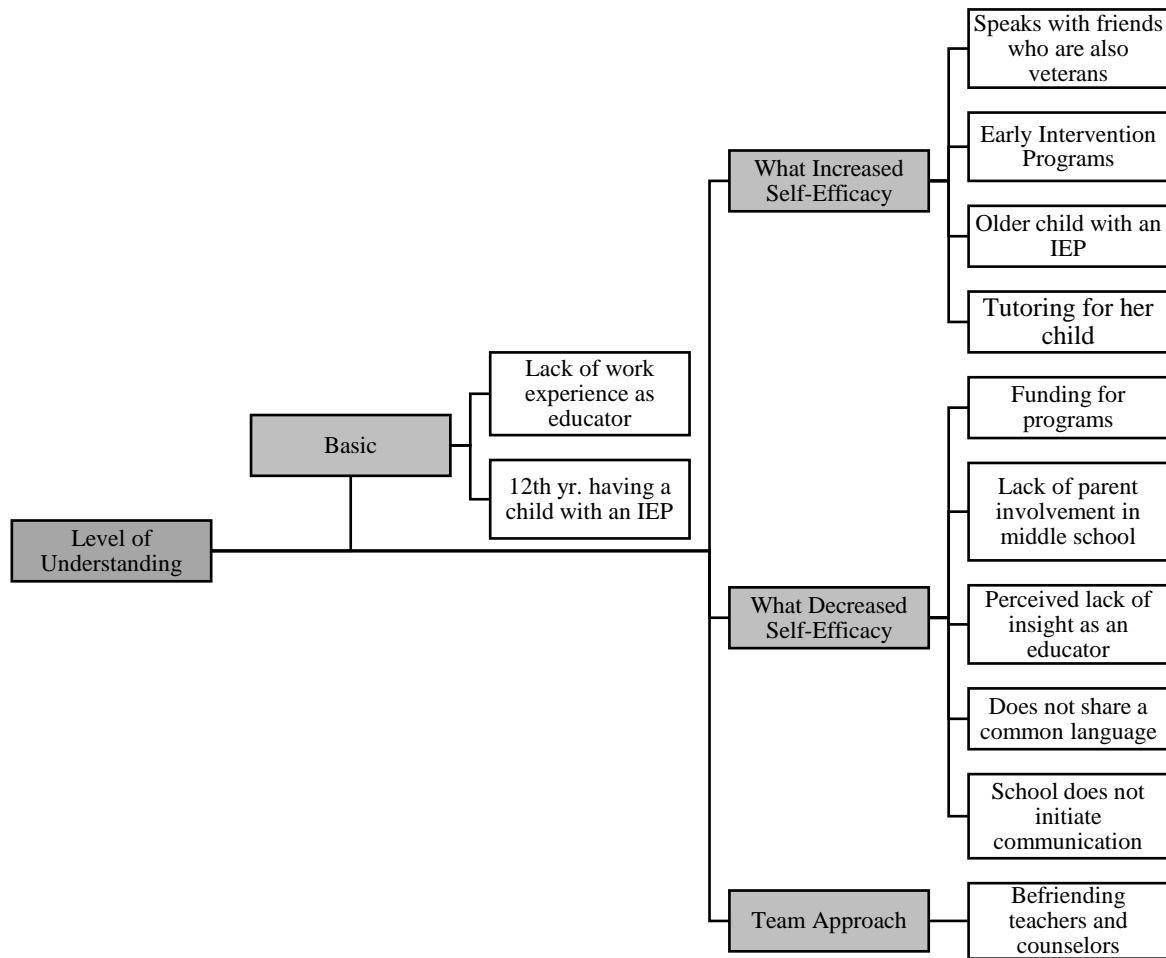 Level of
Understanding
Basic
Lack of work
experience as
educator
12th yr. having a
child with an IEP
What Increased
Self-Efficacy
Speaks with friends
who are also
veterans
Early Intervention
Programs
Older child with an
IEP
Tutoring for her
child
What Decreased
Self-Efficacy
Funding for
programs
Lack of parent
involvement in
middle school
Perceived lack of
insight as an
educator
Does not share a
common language
School does not
initiate
communication
Team Approach
Befriending
teachers and
counselors